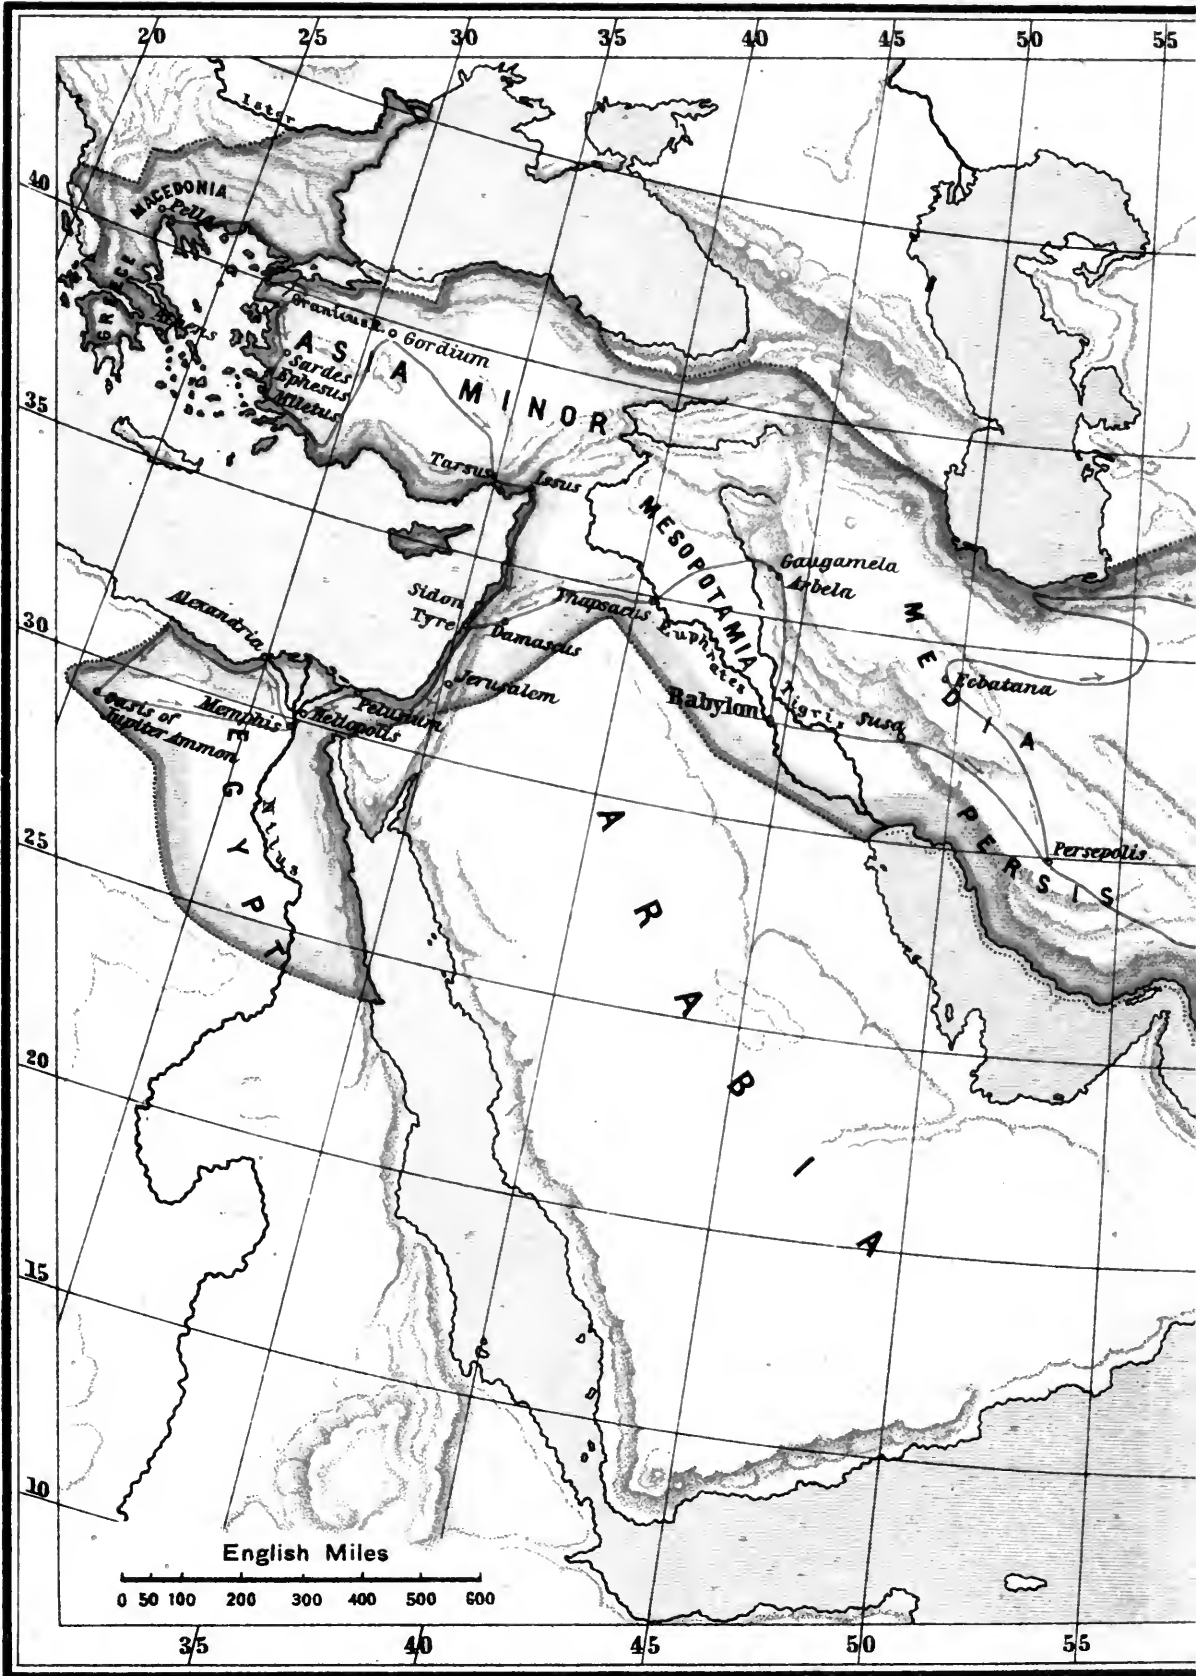 20 25 30 35 40 45 50 55
Ister
40
MACEDONIA
Pella
GREECE
Athens
Granicus R.
Gordium
ASIA MINOR
Sardes
Ephesus
Miletus
35
Tarsus
Issus
MESOPOTAMIA
Gaugamela
Arbela
MEDIA
Sidon
Tyre
Thapsacus
Euphrates
Damascus
Alexandria
30
Jerusalem
Ecbatana
Pelusium
Heliopolis
Memphis
Oasis of
Jupiter Ammon
Babylon
Tigris
Susa
EGYPT
Nilus
25
ARABIA
PERSIS
Persepolis
20
15
10
English Miles
0 50 100 200 300 400 500 600
35 40 45 50 55